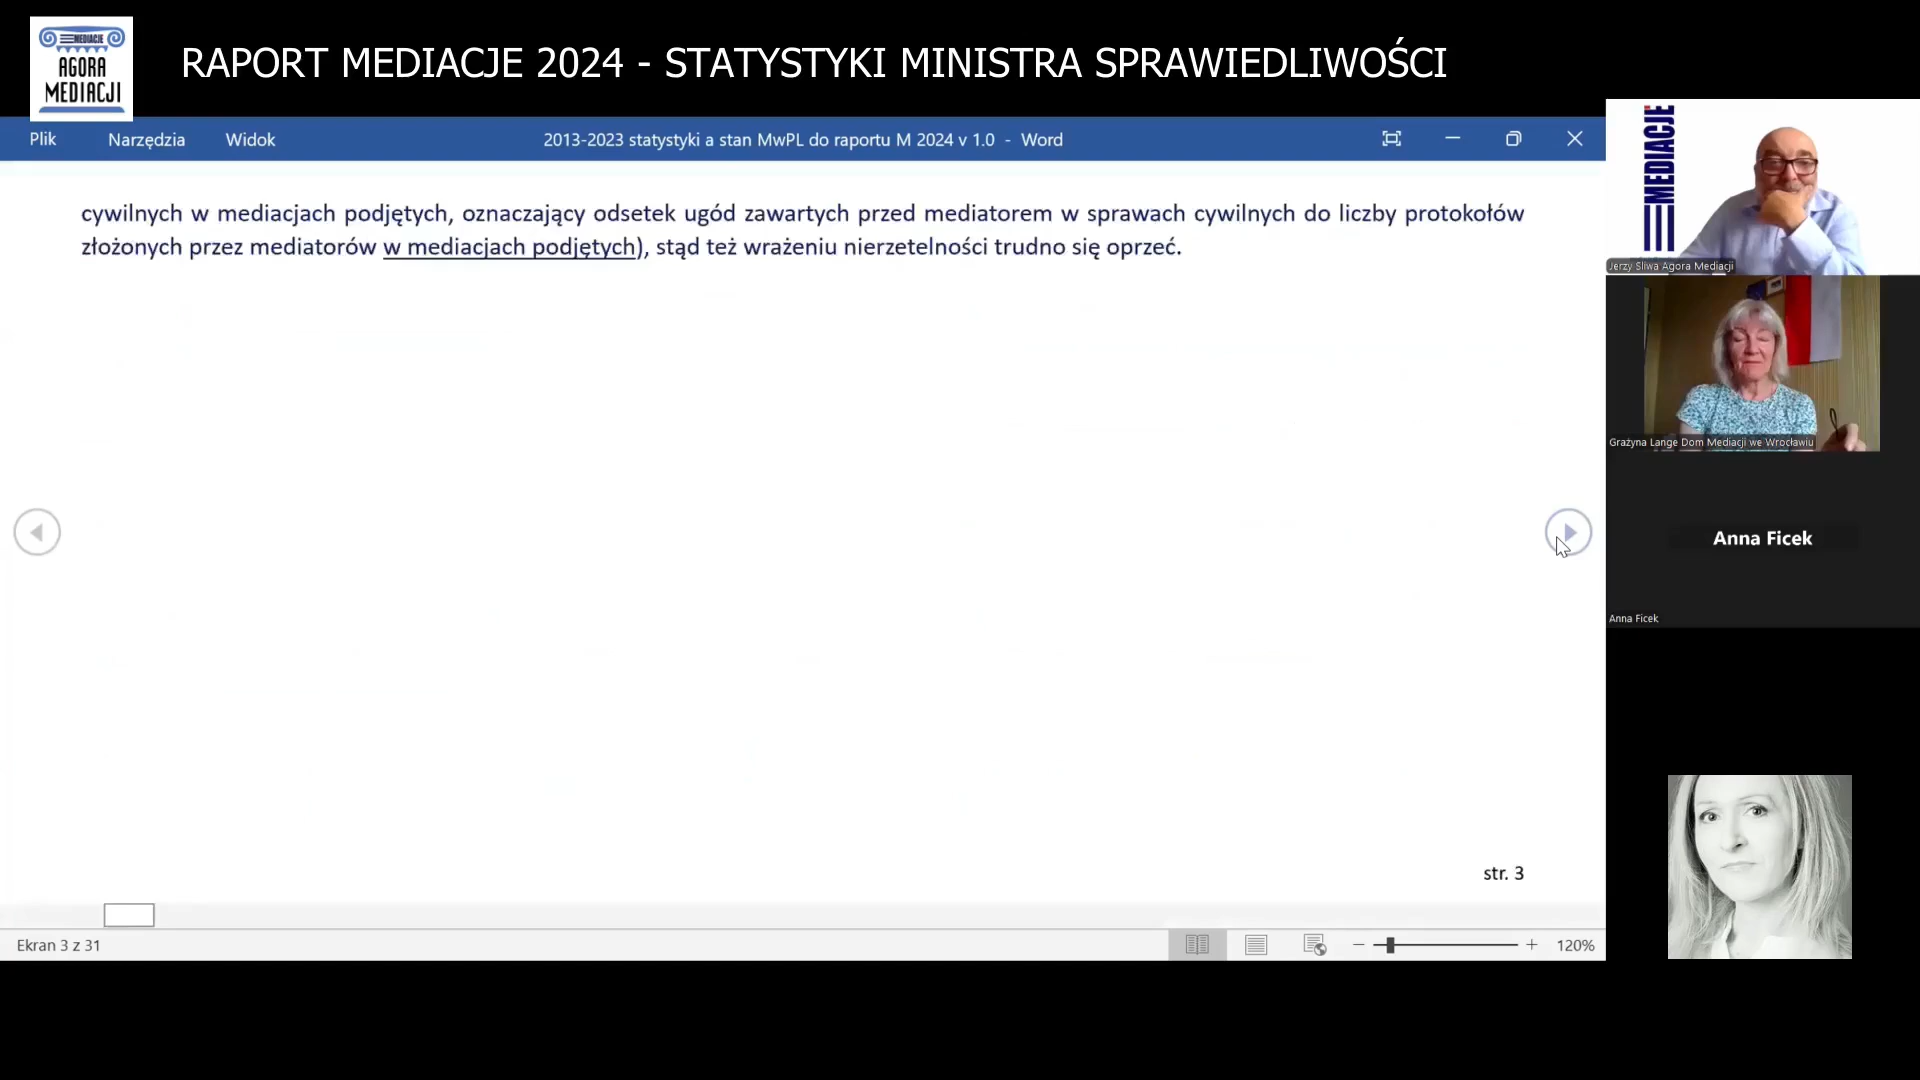 MEDIACJE
AGORA
MEDIACJI
RAPORT MEDIACJE 2024 - STATYSTYKI MINISTRA SPRAWIEDLIWOŚCI
Plik Narzędzia Widok 2013-2023 statystyki a stan MwPL do raportu M 2024 v 1.0 - Word
cywilnych w mediacjach podjętych, oznaczający odsetek ugód zawartych przed mediatorem w sprawach cywilnych do liczby protokołów
złożonych przez mediatorów w mediacjach podjętych), stąd też wrażeniu nierzetelności trudno się oprzeć.
str. 3
Ekran 3 z 31
120%
MEDIACJE
Jerzy Śliwa Agora Mediacji
Grażyna Lange Dom Mediacji we Wrocławiu
Anna Ficek
Anna Ficek